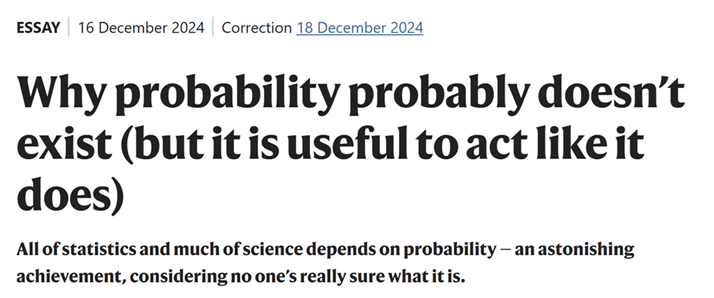 ESSAY | 16 December 2024 | Correction 18 December 2024
Why probability probably doesn’t
exist (but it is useful to act like it
does)
All of statistics and much of science depends on probability – an astonishing
achievement, considering no one’s really sure what it is.